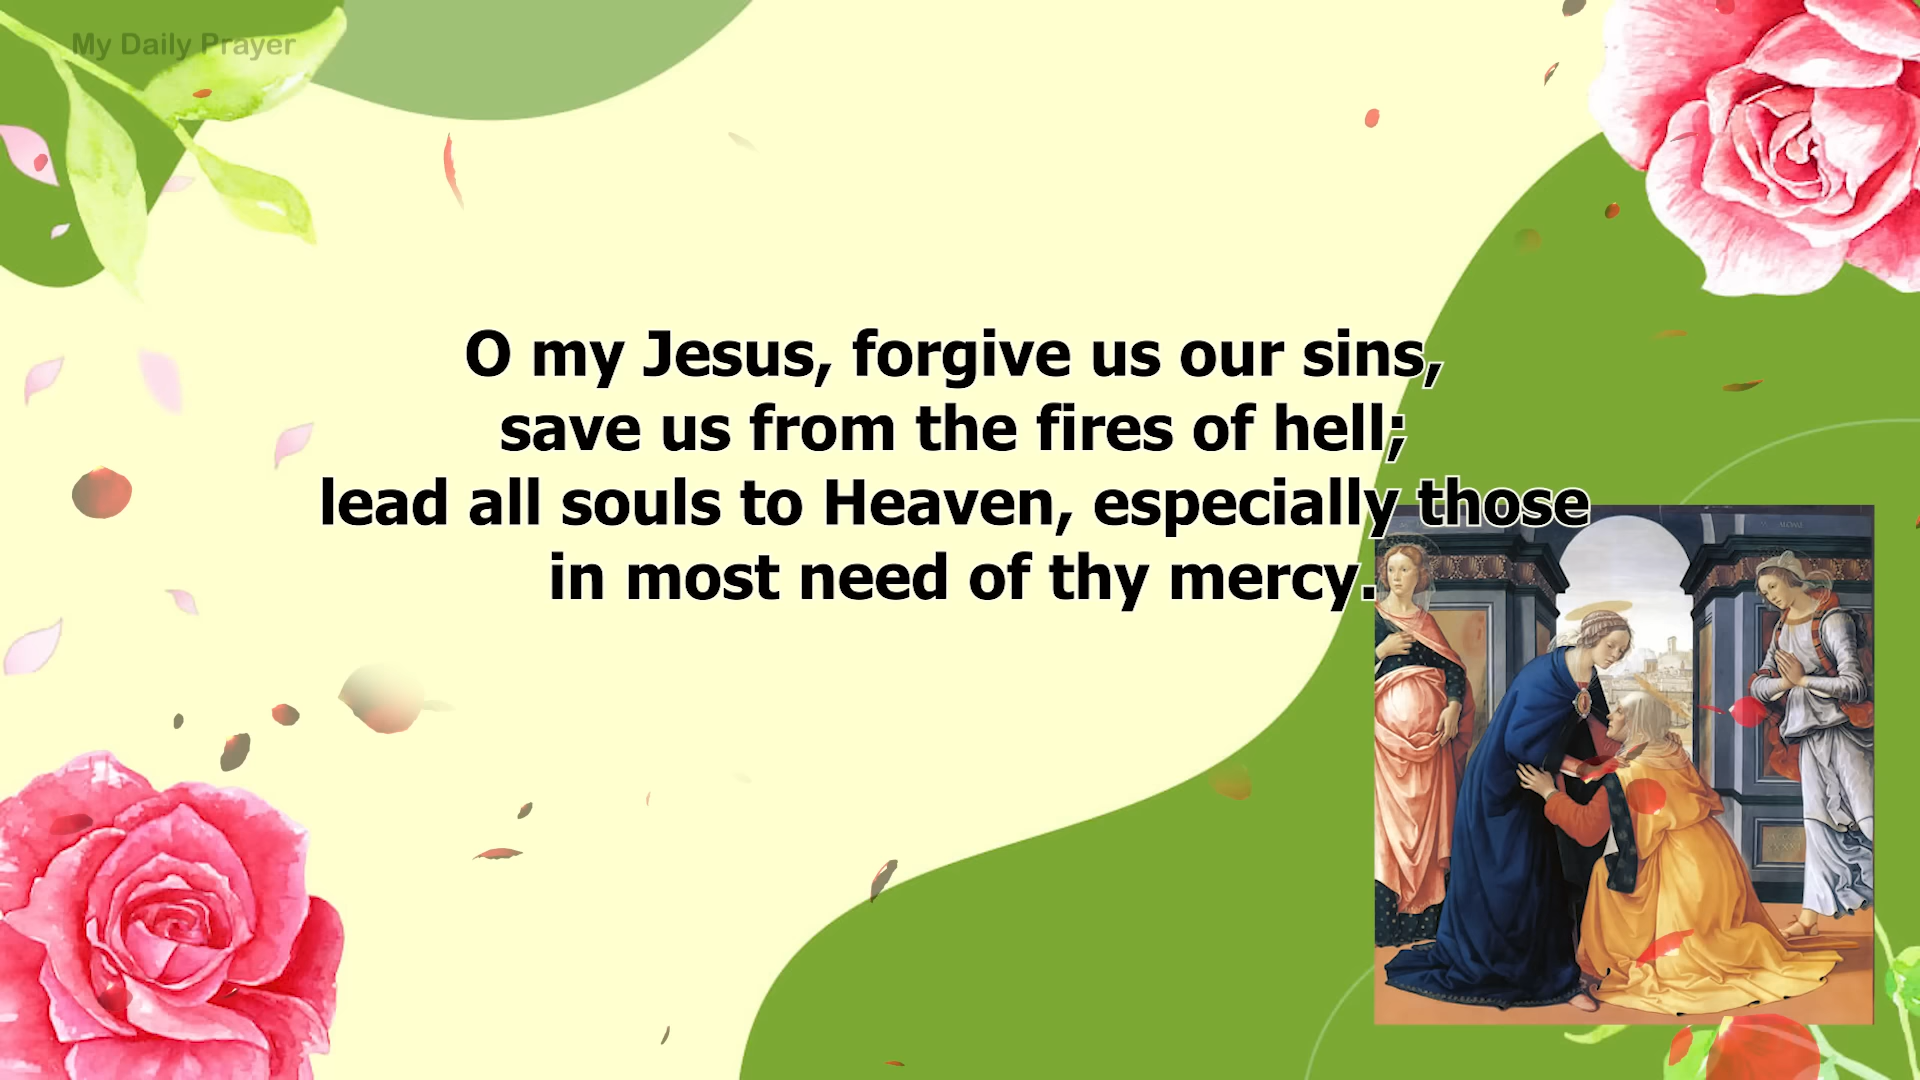 My Daily Prayer
O my Jesus, forgive us our sins,
save us from the fires of hell;
lead all souls to Heaven, especially those
in most need of thy mercy.